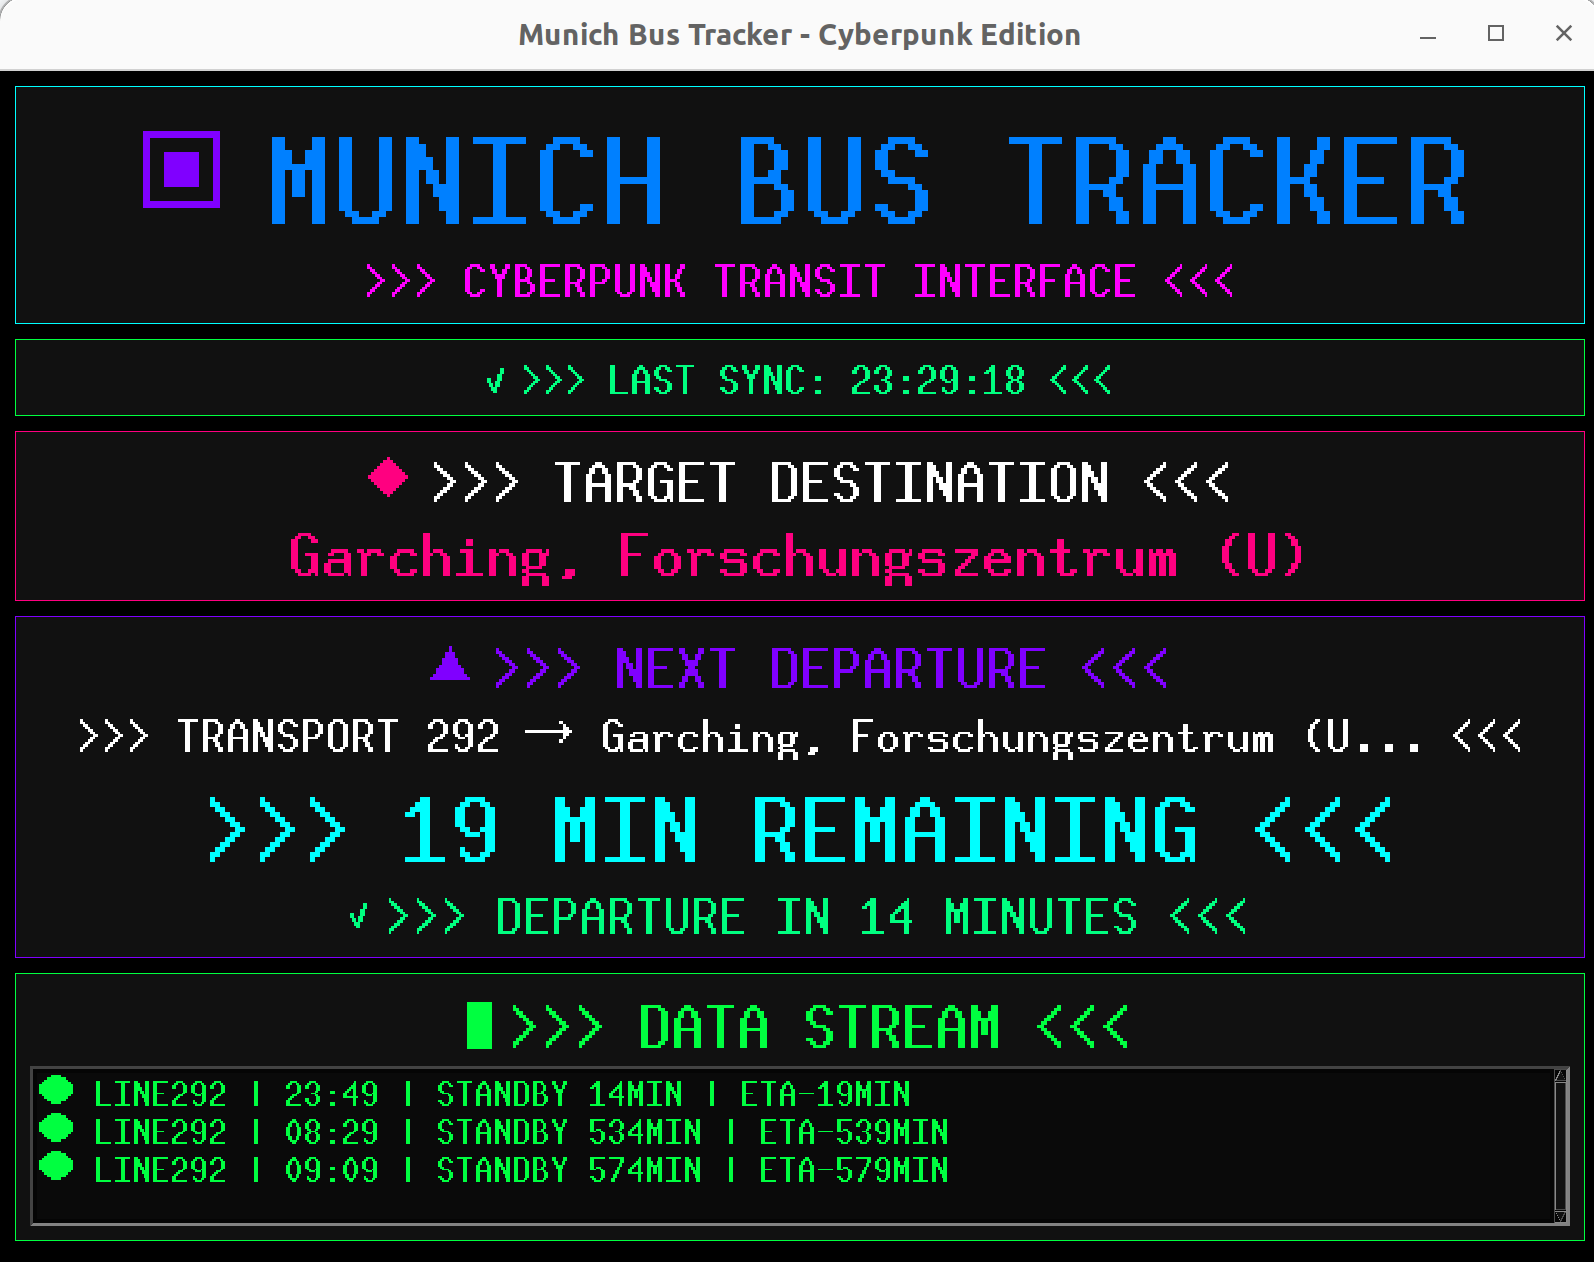 Munich Bus Tracker - Cyberpunk Edition
MUNICH BUS TRACKER
>>> CYBERPUNK TRANSIT INTERFACE <<<
✓ >>> LAST SYNC: 23:29:18 <<<
◆ >>> TARGET DESTINATION <<<
Garching, Forschungszentrum (U)
▲ >>> NEXT DEPARTURE <<<
>>> TRANSPORT 292 → Garching, Forschungszentrum (U... <<<
>>> 19 MIN REMAINING <<<
✓ >>> DEPARTURE IN 14 MINUTES <<<
>>> DATA STREAM <<<
LINE292 | 23:49 | STANDBY 14MIN | ETA-19MIN
LINE292 | 08:29 | STANDBY 534MIN | ETA-539MIN
LINE292 | 09:09 | STANDBY 574MIN | ETA-579MIN